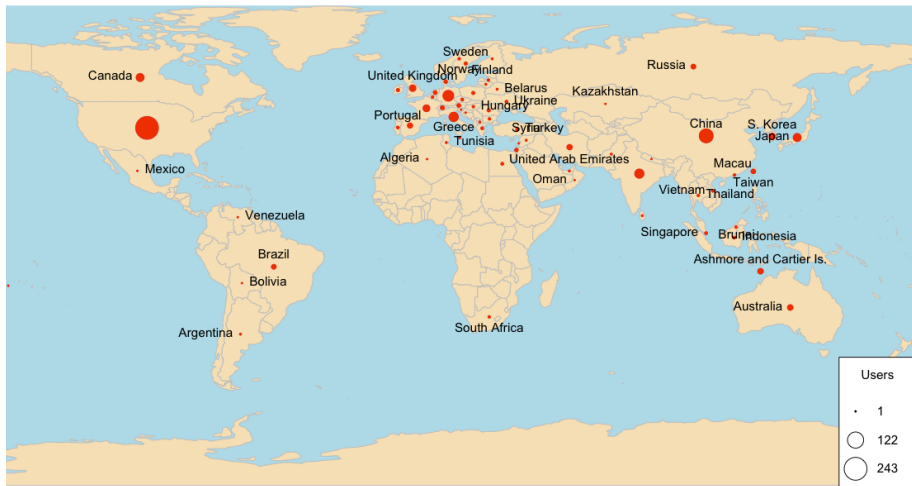 Sweden
Norway
Finland
Russia
Canada
United Kingdom
Belarus
Kazakhstan
Ukraine
Hungary
Portugal
Greece
Syria
Turkey
China
S. Korea
Japan
Tunisia
Algeria
United Arab Emirates
Macau
Mexico
Oman
Taiwan
Vietnam
Thailand
Venezuela
Singapore
Brunei
Indonesia
Brazil
Ashmore and Cartier Is.
Bolivia
Australia
Argentina
South Africa
Users
1
122
243